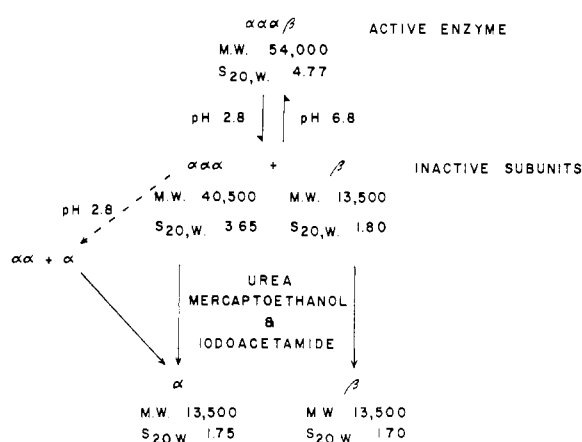 αααβ ACTIVE ENZYME
M.W. 54,000
S20,W. 4.77
pH 2.8 pH 6.8
ααα + β INACTIVE SUBUNITS
M.W. 40,500 M.W. 13,500
S20,W. 3 65 S20,W. 1.80
pH 2.8
αα + α
UREA
MERCAPTOETHANOL
&
IODOACETAMIDE
α β
M.W. 13,500 M W 13,500
S20,W 1.75 S20,W 1 70